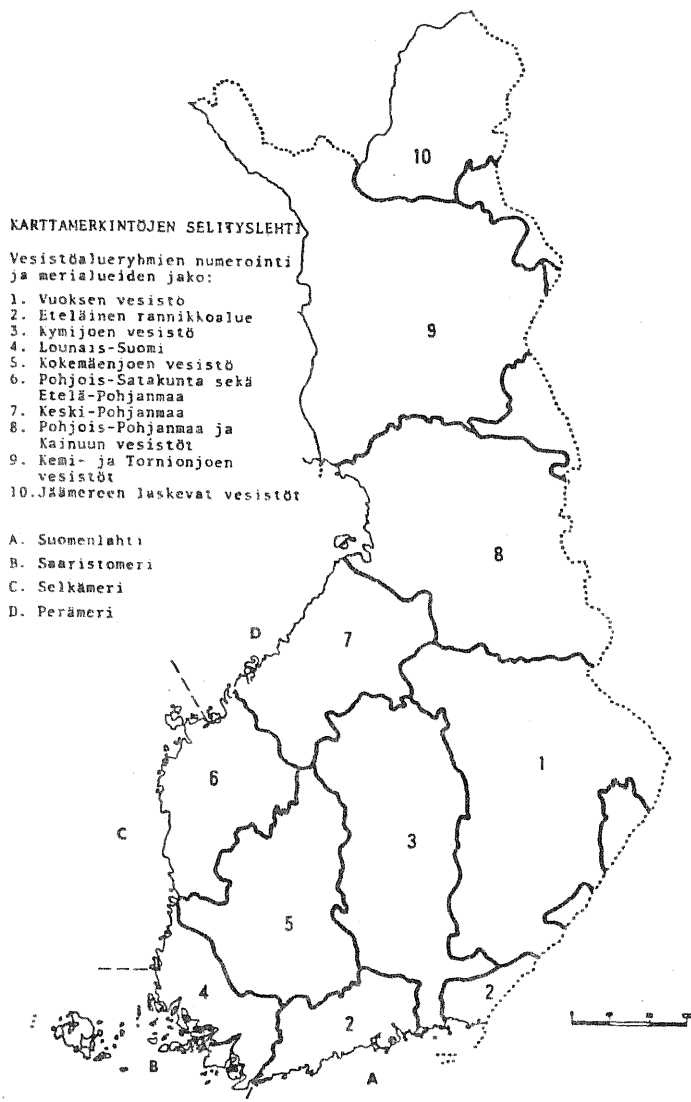 KARTTAMERKINTÖJEN SELITYSLEHTI
Vesistöalueryhmien numerointi
ja merialueiden jako:
1. Vuoksen vesistö
2. Eteläinen rannikkoalue
3. Kymijoen vesistö
4. Lounais-Suomi
5. Kokemäenjoen vesistö
6. Pohjois-Satakunta sekä
Etelä-Pohjanmaa
7. Keski-Pohjanmaa
8. Pohjois-Pohjanmaa ja
Kainuun vesistöt
9. Kemi- ja Tornionjoen
vesistöt
10. Jäämereen laskevat vesistöt
A. Suomenlahti
B. Saaristomeri
C. Selkämeri
D. Perämeri
10
9
8
D
7
6
1
C
3
5
4
2
2
B
A